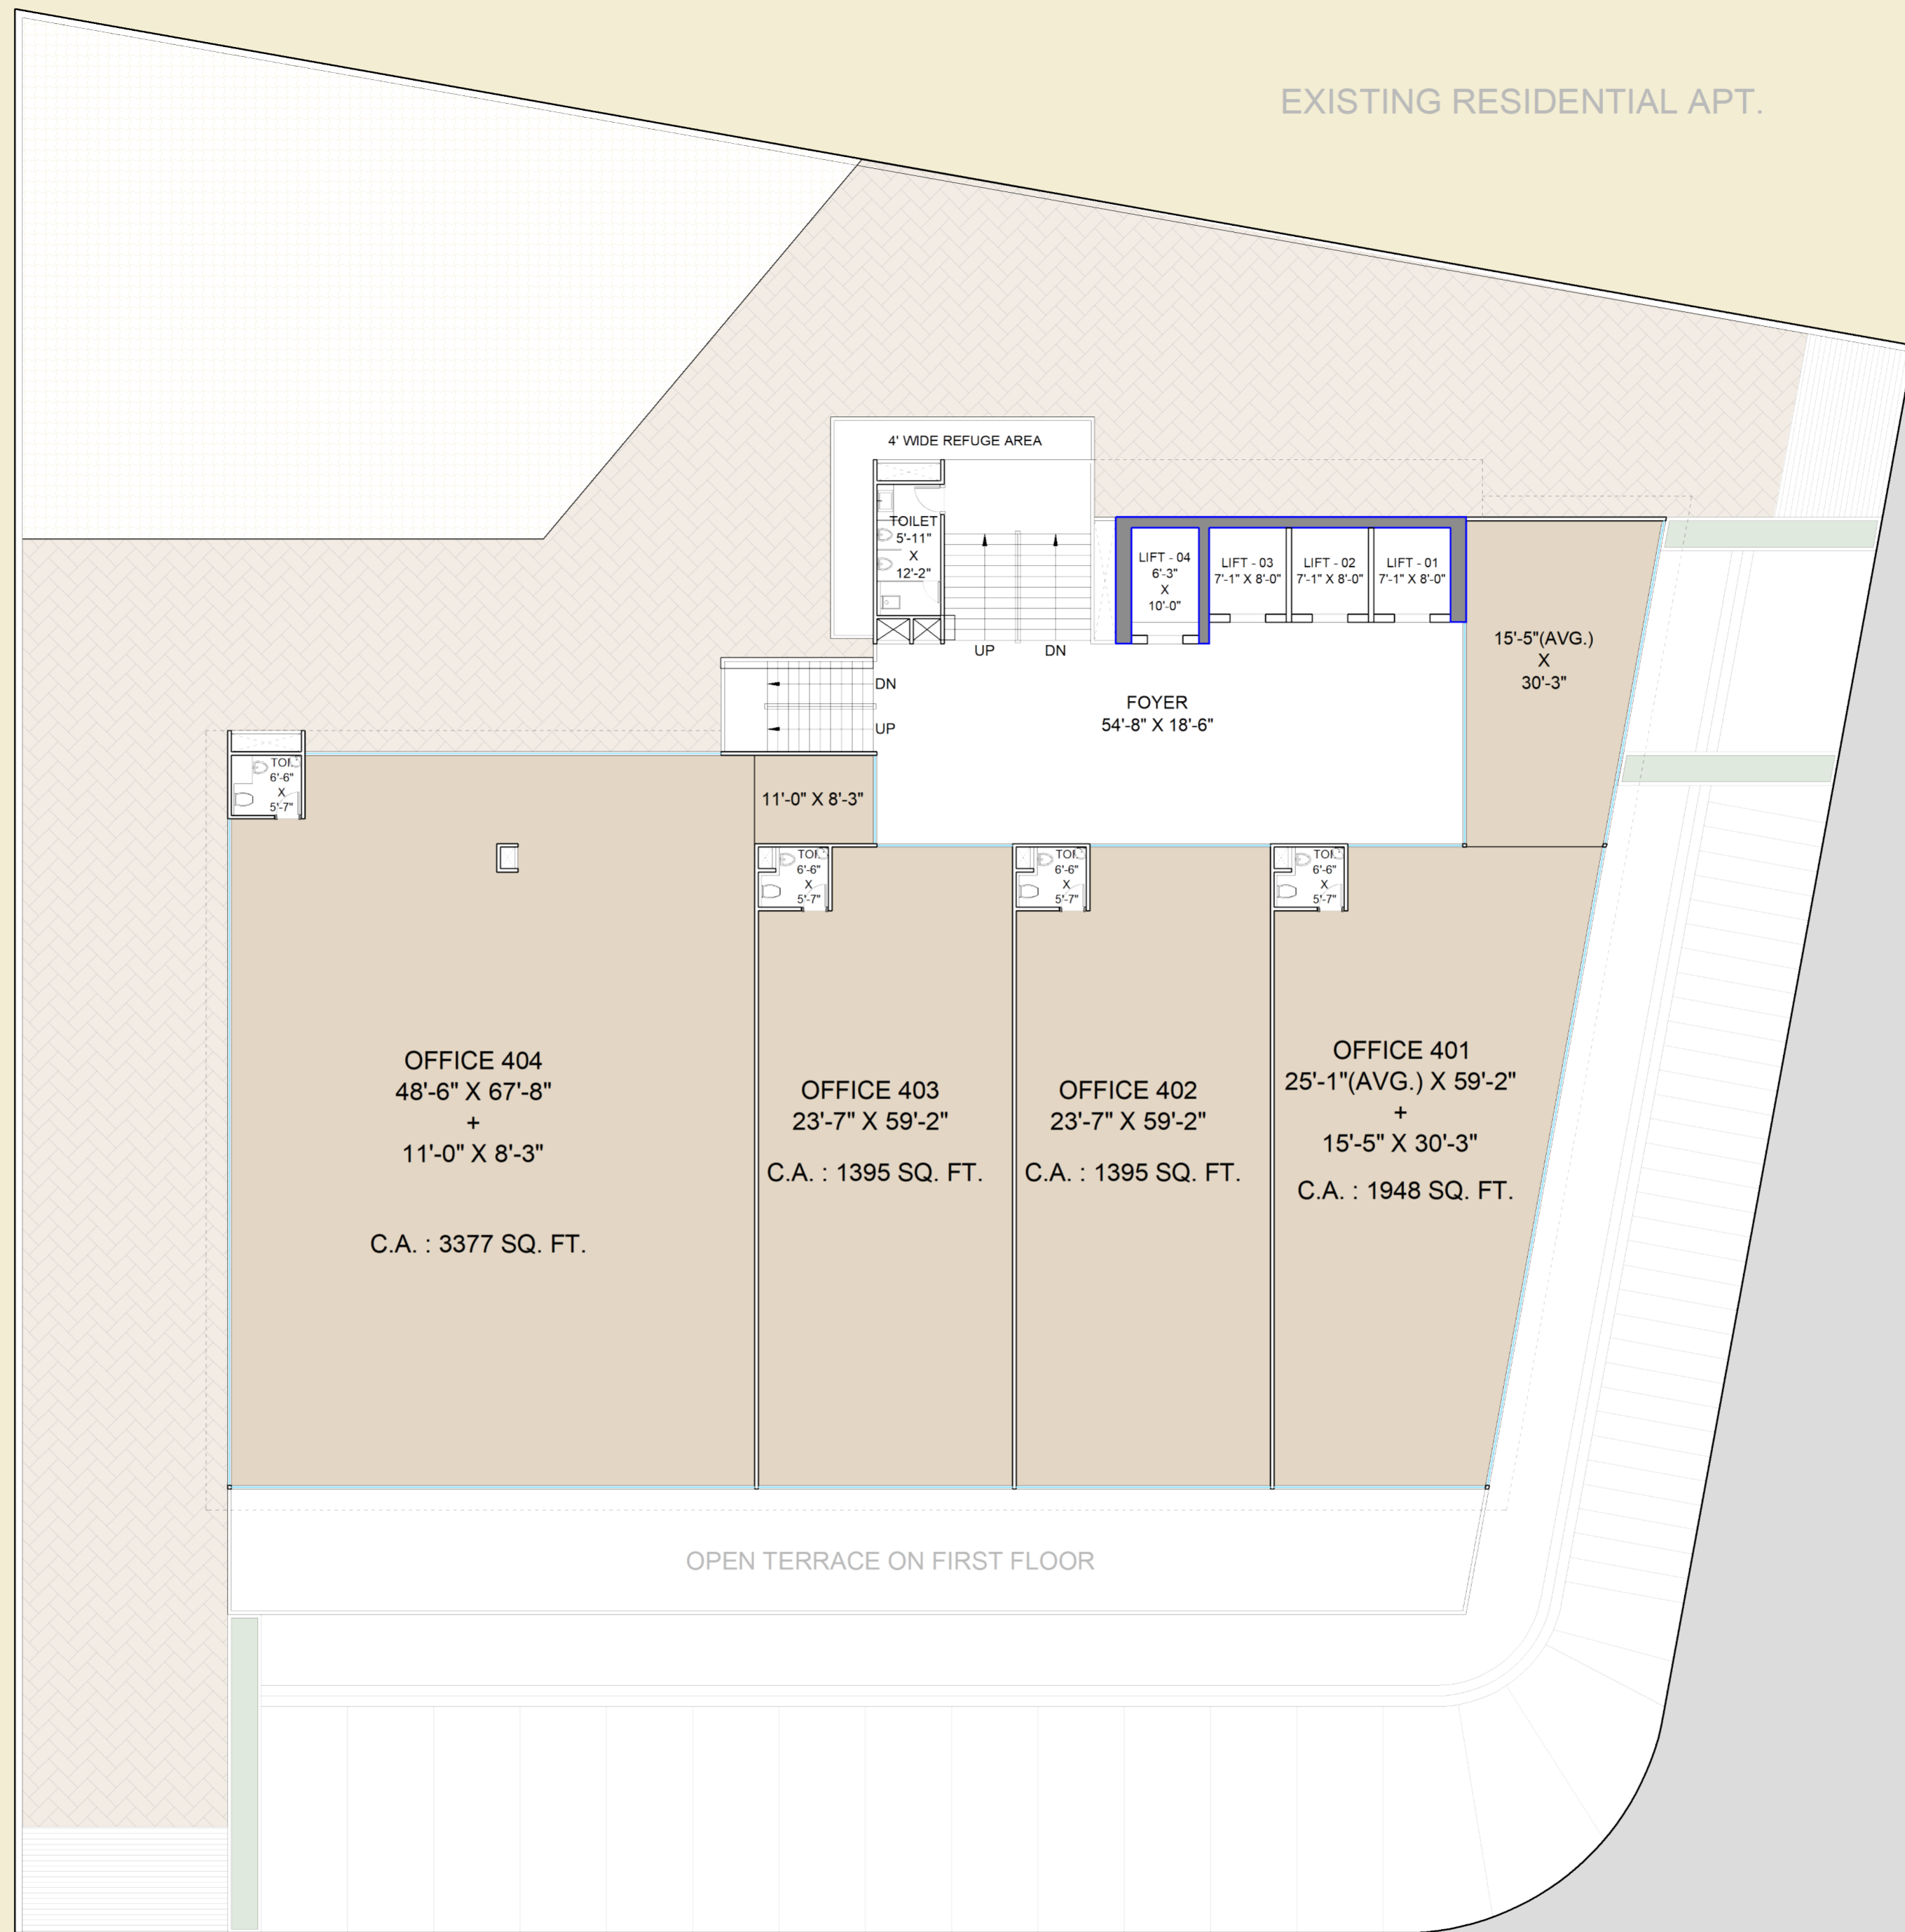 EXISTING RESIDENTIAL APT.
4' WIDE REFUGE AREA
TOILET
5'-11"
X
12'-2"
LIFT - 04
6'-3"
X
10'-0"
LIFT - 03
7'-1" X 8'-0"
LIFT - 02
7'-1" X 8'-0"
LIFT - 01
7'-1" X 8'-0"
15'-5"(AVG.)
X
30'-3"
UP
DN
DN
UP
FOYER
54'-8" X 18'-6"
TOI.
6'-6"
X
5'-7"
11'-0" X 8'-3"
TOI.
6'-6"
X
5'-7"
TOI.
6'-6"
X
5'-7"
TOI.
6'-6"
X
5'-7"
OFFICE 404
48'-6" X 67'-8"
+
11'-0" X 8'-3"
C.A. : 3377 SQ. FT.
OFFICE 403
23'-7" X 59'-2"
C.A. : 1395 SQ. FT.
OFFICE 402
23'-7" X 59'-2"
C.A. : 1395 SQ. FT.
OFFICE 401
25'-1"(AVG.) X 59'-2"
+
15'-5" X 30'-3"
C.A. : 1948 SQ. FT.
OPEN TERRACE ON FIRST FLOOR